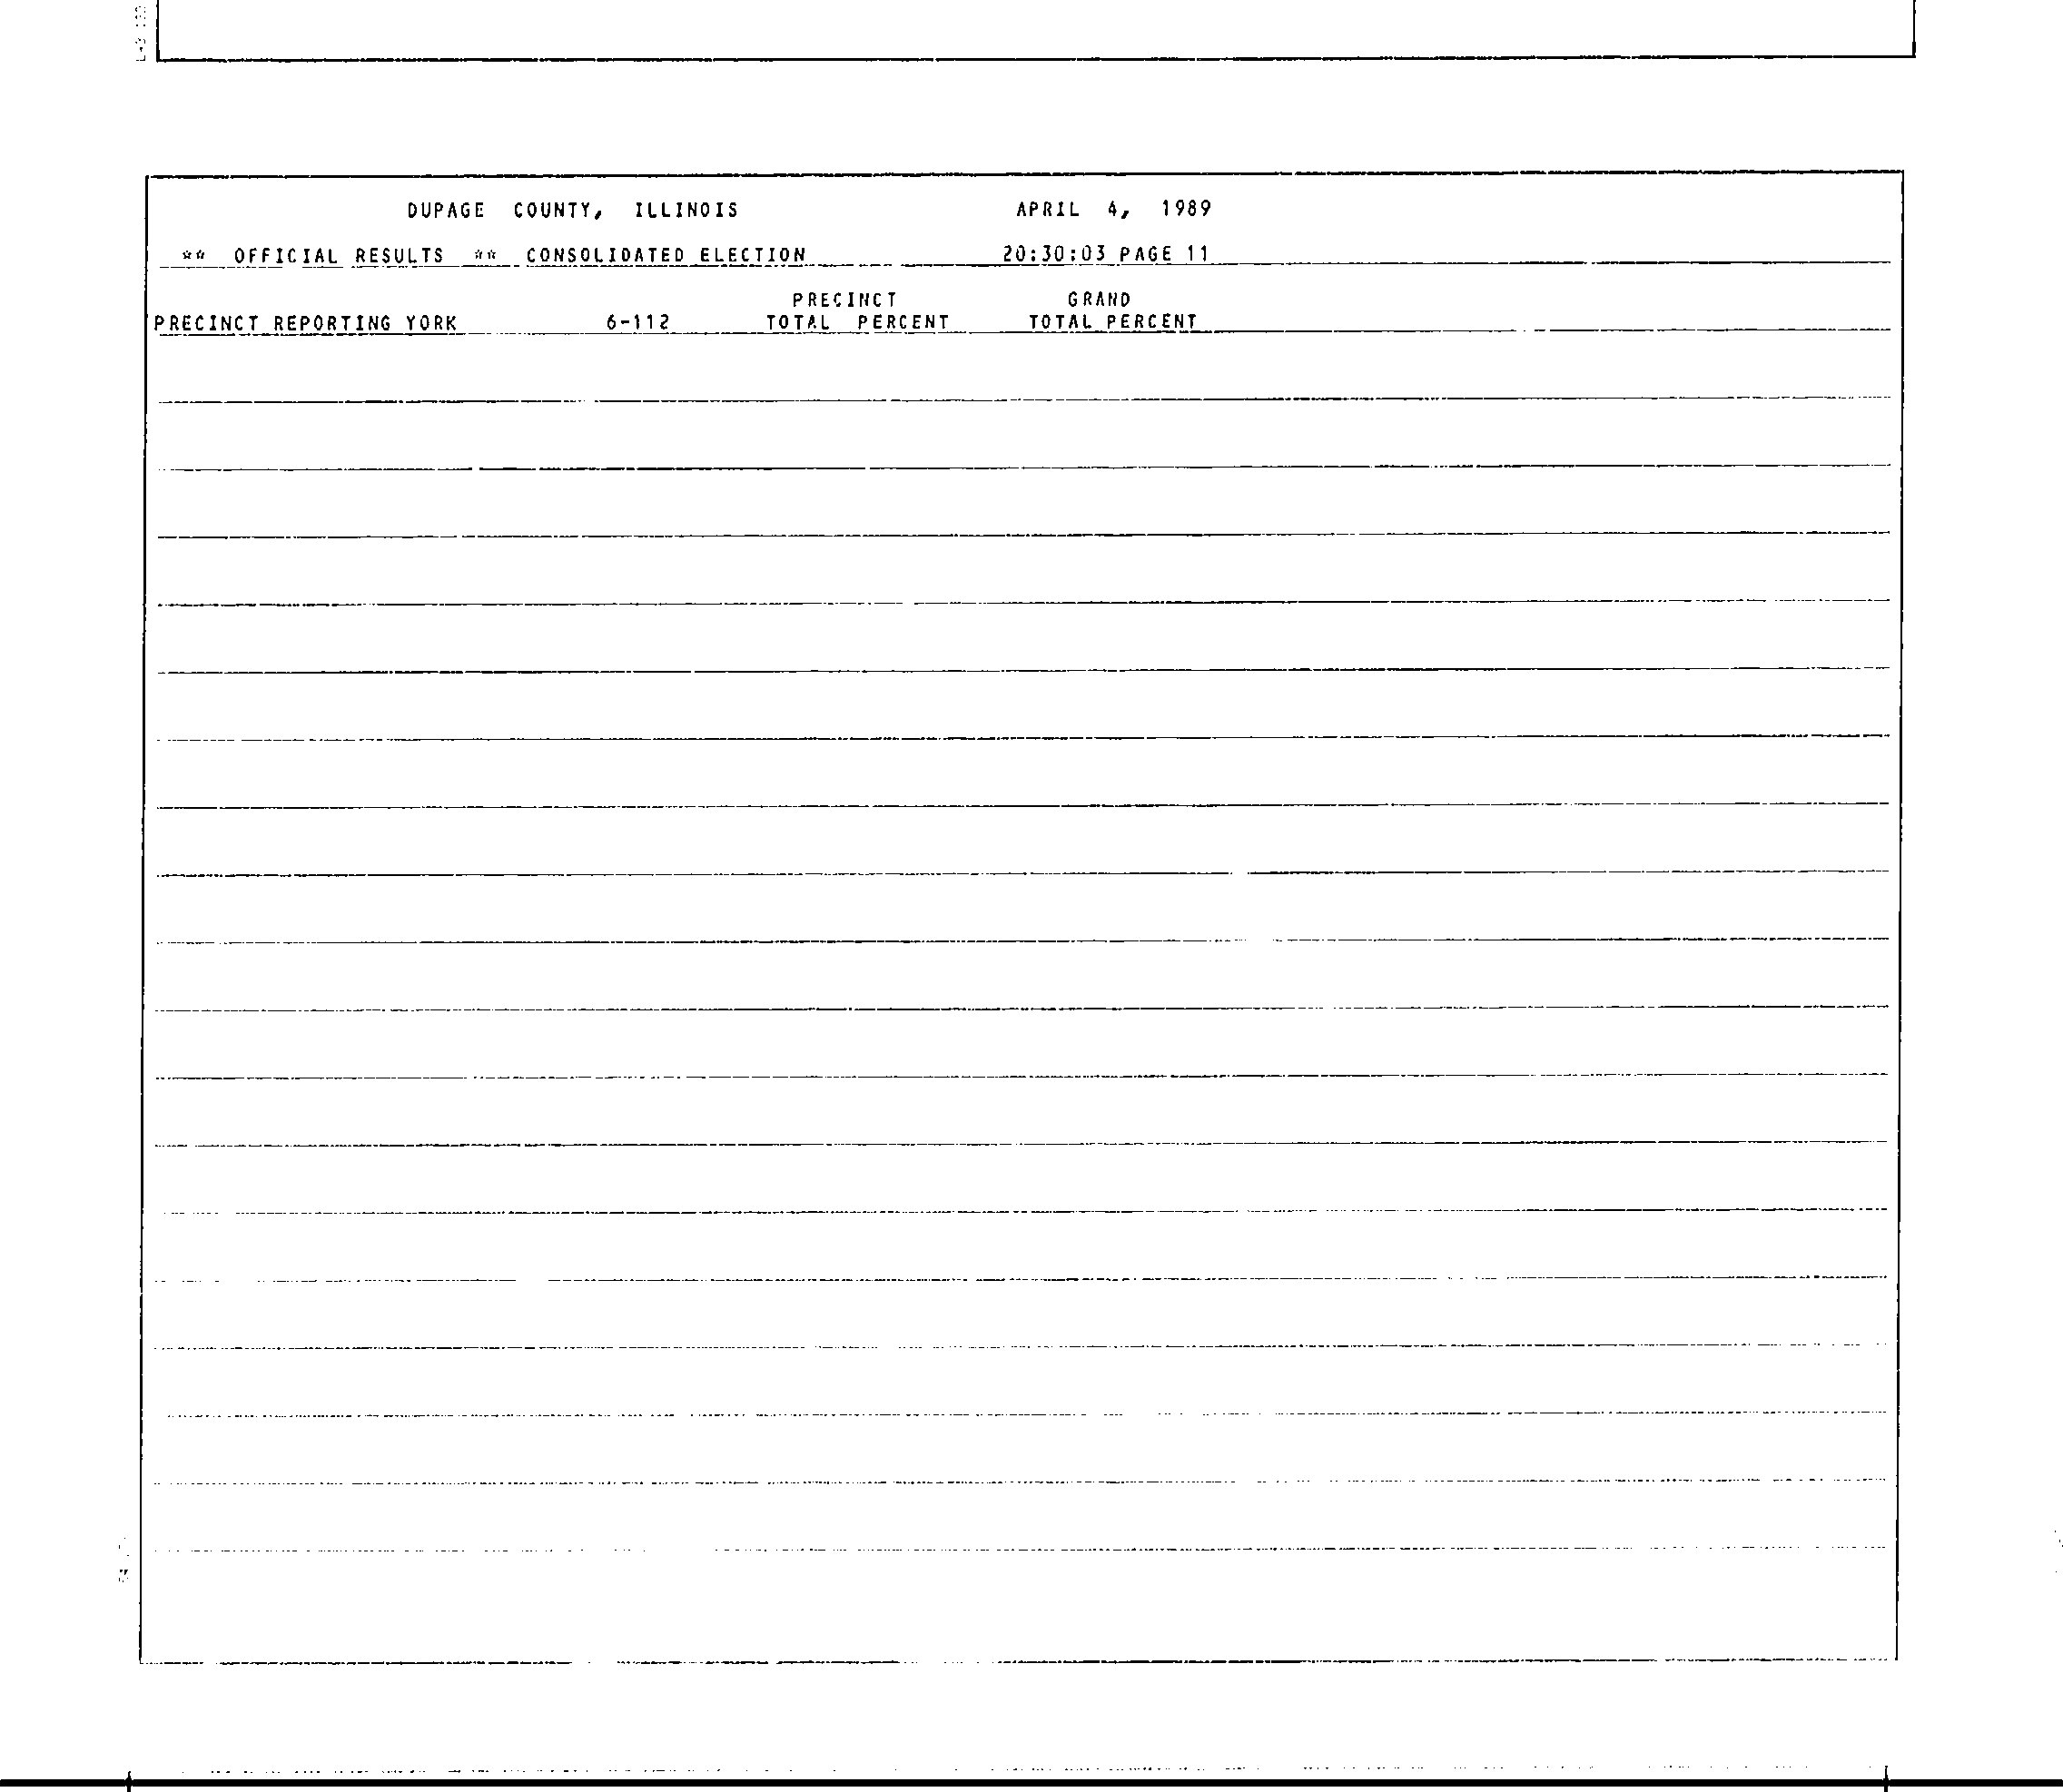 DUPAGE COUNTY, ILLINOIS APRIL 4, 1989
** OFFICIAL RESULTS ** CONSOLIDATED ELECTION 20:30:03 PAGE 11
PRECINCT GRAND
PRECINCT REPORTING YORK 6-112 TOTAL PERCENT TOTAL PERCENT